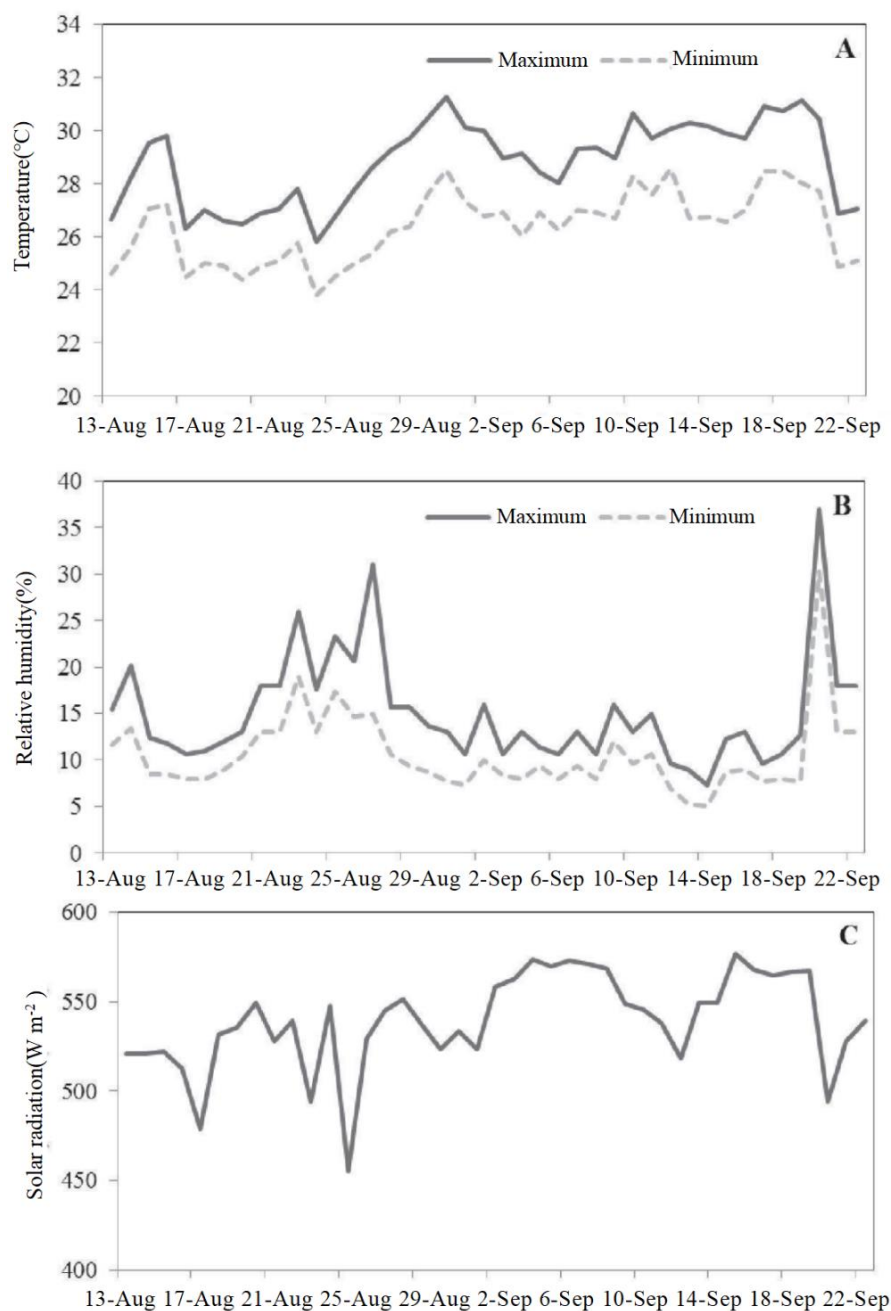 A
Maximum Minimum
34
32
30
28
26
24
22
20
Temperature(°C)
13-Aug 17-Aug 21-Aug 25-Aug 29-Aug 2-Sep 6-Sep 10-Sep 14-Sep 18-Sep 22-Sep
B
Maximum Minimum
40
35
30
25
20
15
10
5
0
Relative humidity(%)
13-Aug 17-Aug 21-Aug 25-Aug 29-Aug 2-Sep 6-Sep 10-Sep 14-Sep 18-Sep 22-Sep
C
600
550
500
450
400
Solar radiation(W m-2 )
13-Aug 17-Aug 21-Aug 25-Aug 29-Aug 2-Sep 6-Sep 10-Sep 14-Sep 18-Sep 22-Sep